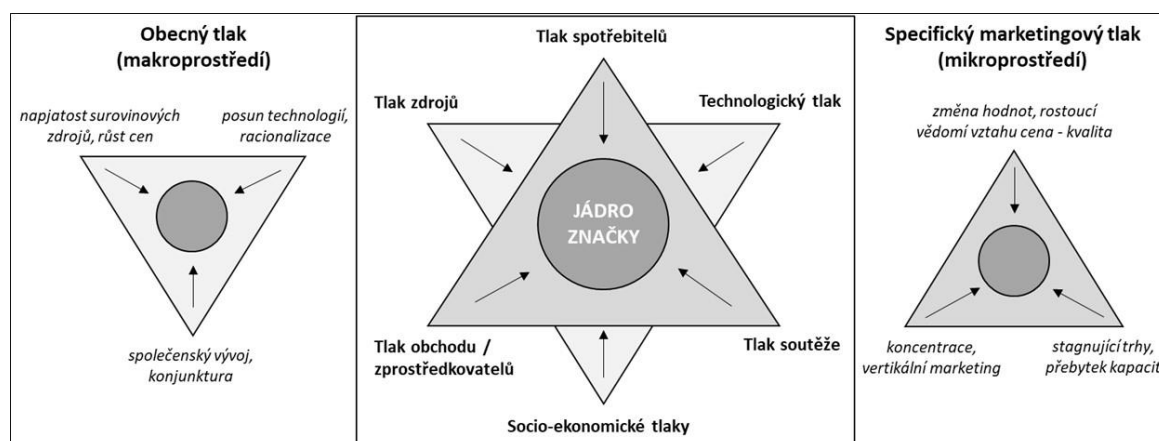 Obecný tlak
(makroprostředí)
napjatost surovinových
zdrojů, růst cen
posun technologií,
racionalizace
společenský vývoj,
konjunktura
Tlak spotřebitelů
Tlak zdrojů
Technologický tlak
JÁDRO
ZNAČKY
Tlak obchodu /
zprostředkovatelů
Tlak soutěže
Socio-ekonomické tlaky
Specifický marketingový tlak
(mikroprostředí)
změna hodnot, rostoucí
vědomí vztahu cena - kvalita
koncentrace,
vertikální marketing
stagnující trhy,
přebytek kapacit